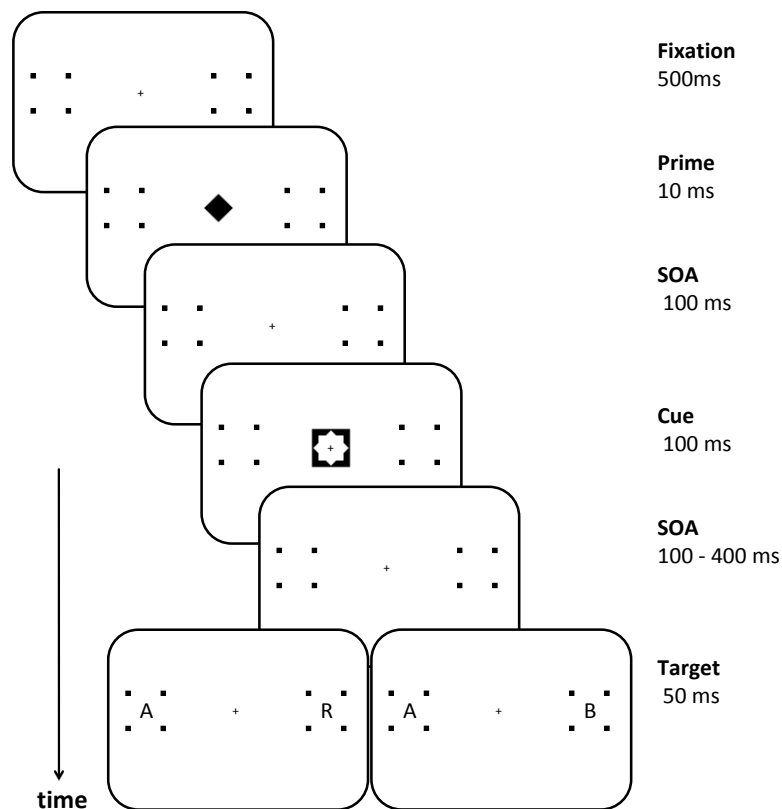 Fixation
500ms
Prime
10 ms
SOA
100 ms
Cue
100 ms
SOA
100 - 400 ms
Target
50 ms
A R A B
time